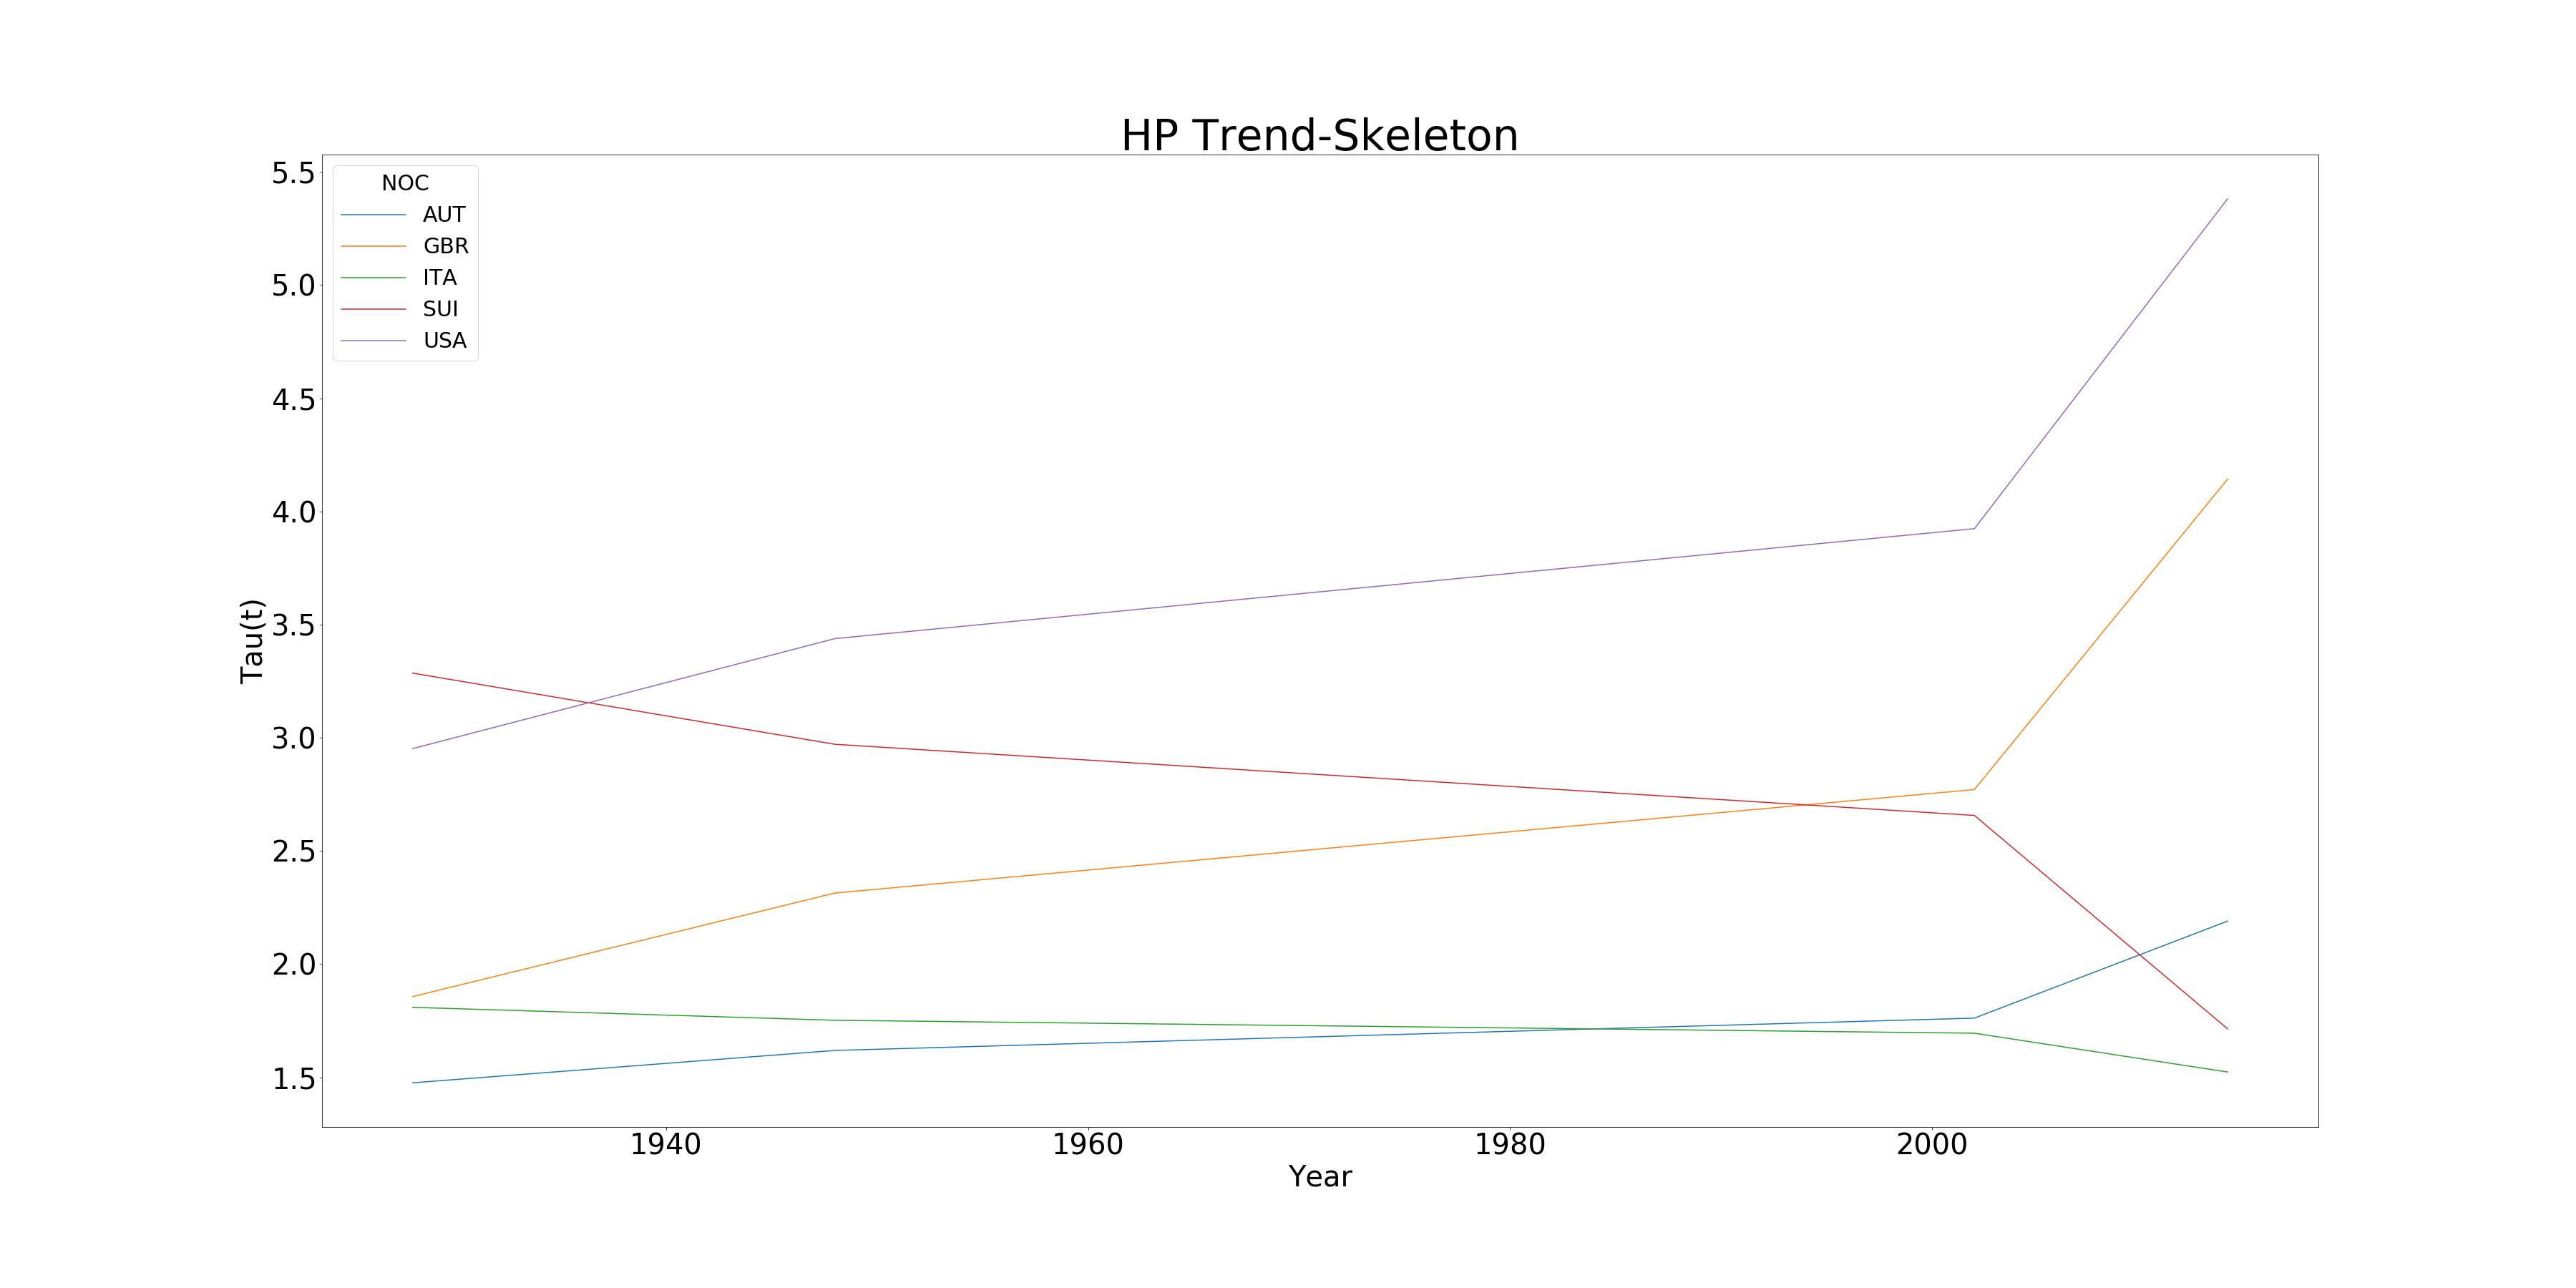 HP Trend-Skeleton
5.5
5.0
4.5
4.0
3.5
3.0
2.5
2.0
1.5
Tau(t)
NOC
AUT
GBR
ITA
SUI
USA
1940 1960 1980 2000
Year